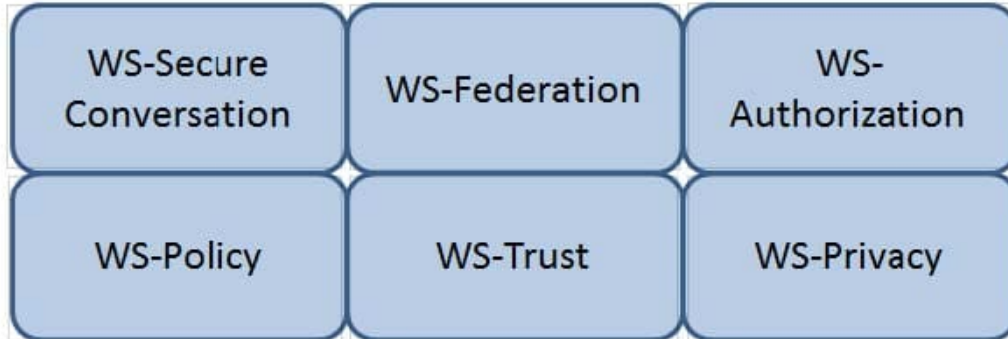 WS-Secure
Conversation
WS-Federation
WS-
Authorization
WS-Policy
WS-Trust
WS-Privacy